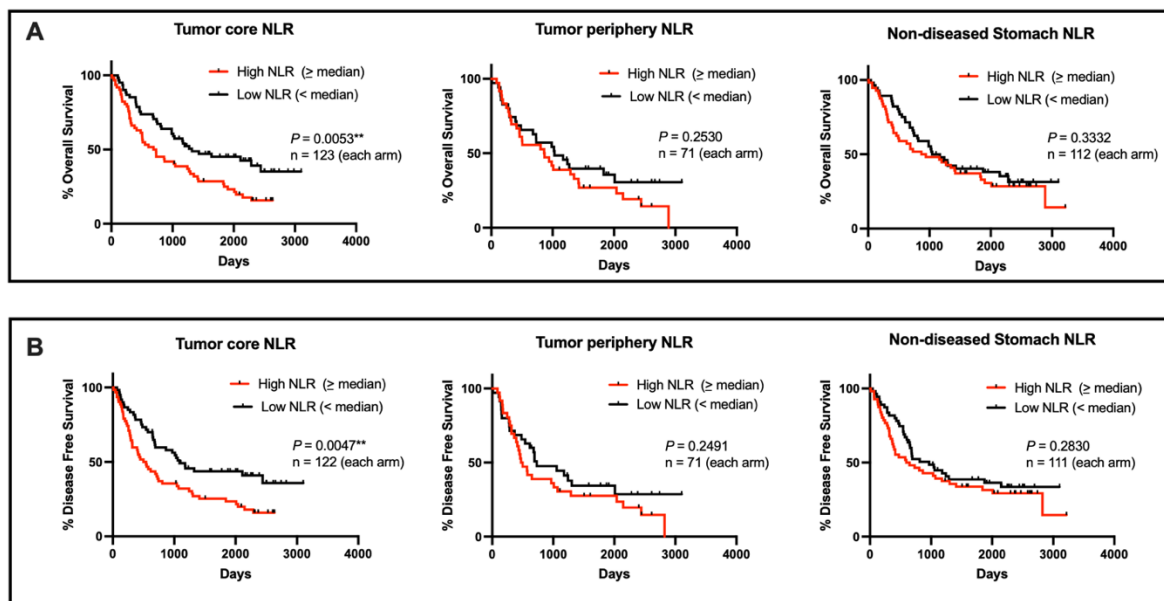 A
Tumor core NLR
High NLR (≥ median)
Low NLR (< median)
P = 0.0053**
n = 123 (each arm)
% Overall Survival
100
50
0
0 1000 2000 3000 4000
Days
Tumor periphery NLR
High NLR (≥ median)
Low NLR (< median)
P = 0.2530
n = 71 (each arm)
% Overall Survival
100
50
0
0 1000 2000 3000 4000
Days
Non-diseased Stomach NLR
High NLR (≥ median)
Low NLR (< median)
P = 0.3332
n = 112 (each arm)
% Overall Survival
100
50
0
0 1000 2000 3000 4000
Days
B
Tumor core NLR
High NLR (≥ median)
Low NLR (< median)
P = 0.0047**
n = 122 (each arm)
% Disease Free Survival
100
50
0
0 1000 2000 3000 4000
Days
Tumor periphery NLR
High NLR (≥ median)
Low NLR (< median)
P = 0.2491
n = 71 (each arm)
% Disease Free Survival
100
50
0
0 1000 2000 3000 4000
Days
Non-diseased Stomach NLR
High NLR (≥ median)
Low NLR (< median)
P = 0.2830
n = 111 (each arm)
% Disease Free Survival
100
50
0
0 1000 2000 3000 4000
Days